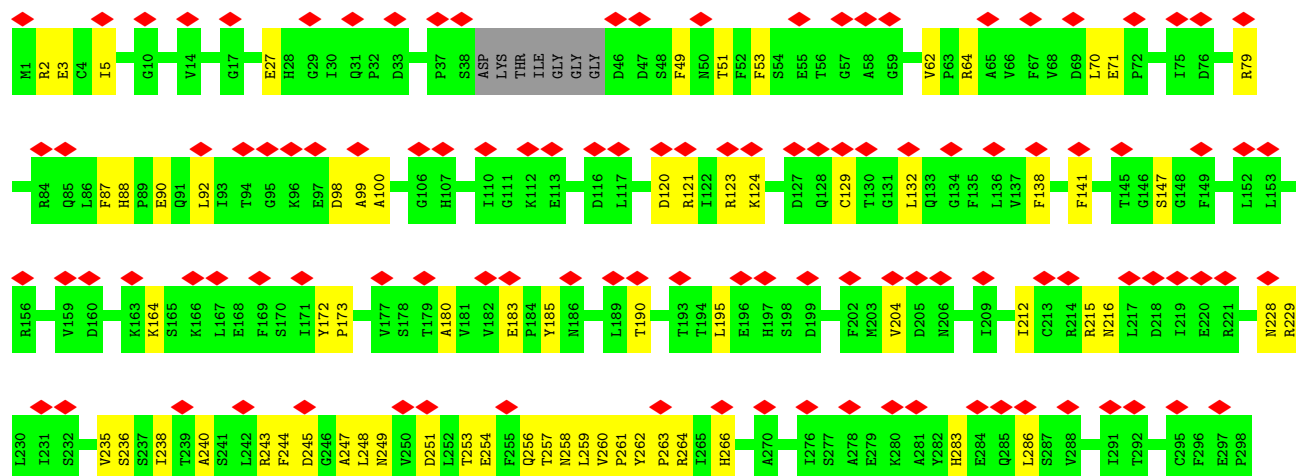 M1 R2 E3 C4 I5 G10 V14 G17 E27 H28 G29 I30 Q31 P32 D33 P37 S38 ASP LYS THR ILE GLY GLY GLY D46 D47 S48 F49 N50 T51 F52 F53 S54 E55 T56 G57 A58 G59 V62 P63 R64 A65 V66 F67 V68 D69 L70 E71 P72 I75 D76 R79
R84 Q85 L86 F87 H88 P89 E90 Q91 L92 I93 T94 G95 K96 E97 D98 A99 A100 G106 H107 I110 G111 K112 E113 D116 L117 D120 R121 I122 R123 K124 D127 Q128 C129 T130 G131 L132 Q133 G134 F135 L136 V137 F138 F141 T145 G146 S147 G148 F149 L152 L153
R156 V159 D160 K163 K164 S165 K166 L167 E168 F169 S170 I171 Y172 P173 V177 S178 T179 A180 V181 V182 E183 P184 Y185 N186 L189 T190 T193 T194 L195 E196 H197 S198 D199 F202 M203 V204 D205 N206 I209 I212 C213 R214 R215 N216 L217 D218 I219 E220 R221 N228 R229
L230 I231 S232 V235 S236 S237 I238 T239 A240 S241 L242 R243 F244 D245 G246 A247 L248 N249 V250 D251 L252 T253 E254 F255 Q256 T257 N258 L259 V260 P261 Y262 P263 R264 I265 H266 A270 I276 S277 A278 E279 K280 A281 Y282 H283 E284 Q285 L286 S287 V288 I291 T292 C295 F296 E297 P298